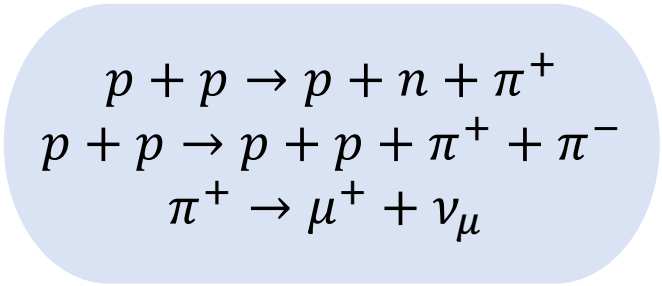 p + p → p + n + π⁺
p + p → p + p + π⁺ + π⁻
π⁺ → μ⁺ + ν_μ